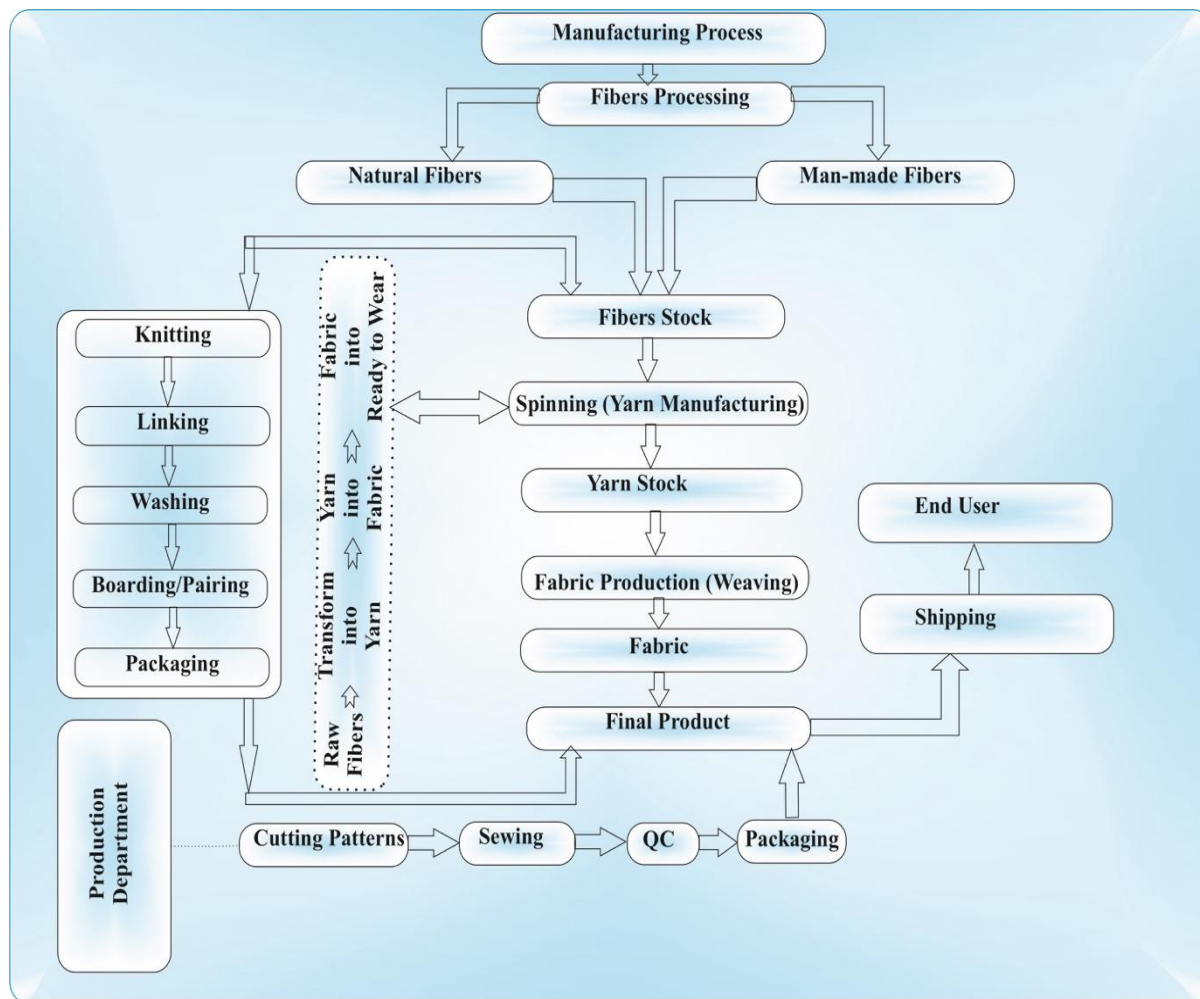 Manufacturing Process
Fibers Processing
Natural Fibers
Man-made Fibers
Fibers Stock
Spinning (Yarn Manufacturing)
Yarn Stock
Fabric Production (Weaving)
Fabric
Final Product
Knitting
Linking
Washing
Boarding/Pairing
Packaging
Raw
Fibers
Transform
into
Yarn
Yarn
into
Fabric
Fabric
into
Ready to Wear
End User
Shipping
Production
Department
Cutting Patterns
Sewing
QC
Packaging